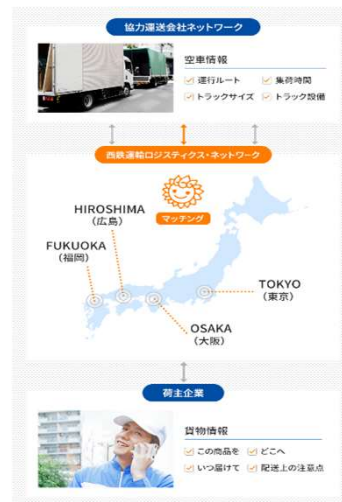 協力運送会社ネットワーク
空車情報
運行ルート 集荷時間
トラックサイズ トラック設備
西鉄運輸ロジスティクス・ネットワーク
マッチング
HIROSHIMA
（広島）
FUKUOKA
（福岡）
TOKYO
（東京）
OSAKA
（大阪）
荷主企業
貨物情報
この商品を どこへ
いつ届けて 配送上の注意点